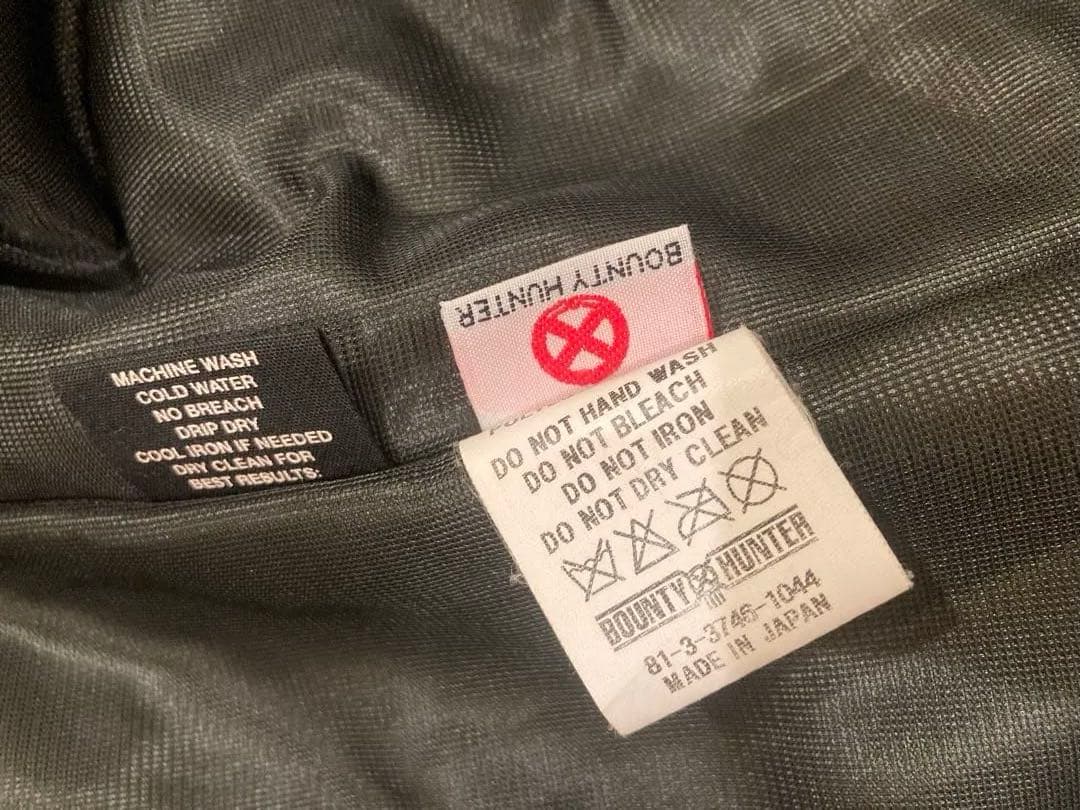 MACHINE WASH
COLD WATER
NO BREACH
DRIP DRY
COOL IRON IF NEEDED
DRY CLEAN FOR
BEST RESULTS:
BOUNTY HUNTER
DO NOT HAND WASH
DO NOT BLEACH
DO NOT IRON
DO NOT DRY CLEAN
BOUNTY HUNTER
81-3-3746-1044
MADE IN JAPAN